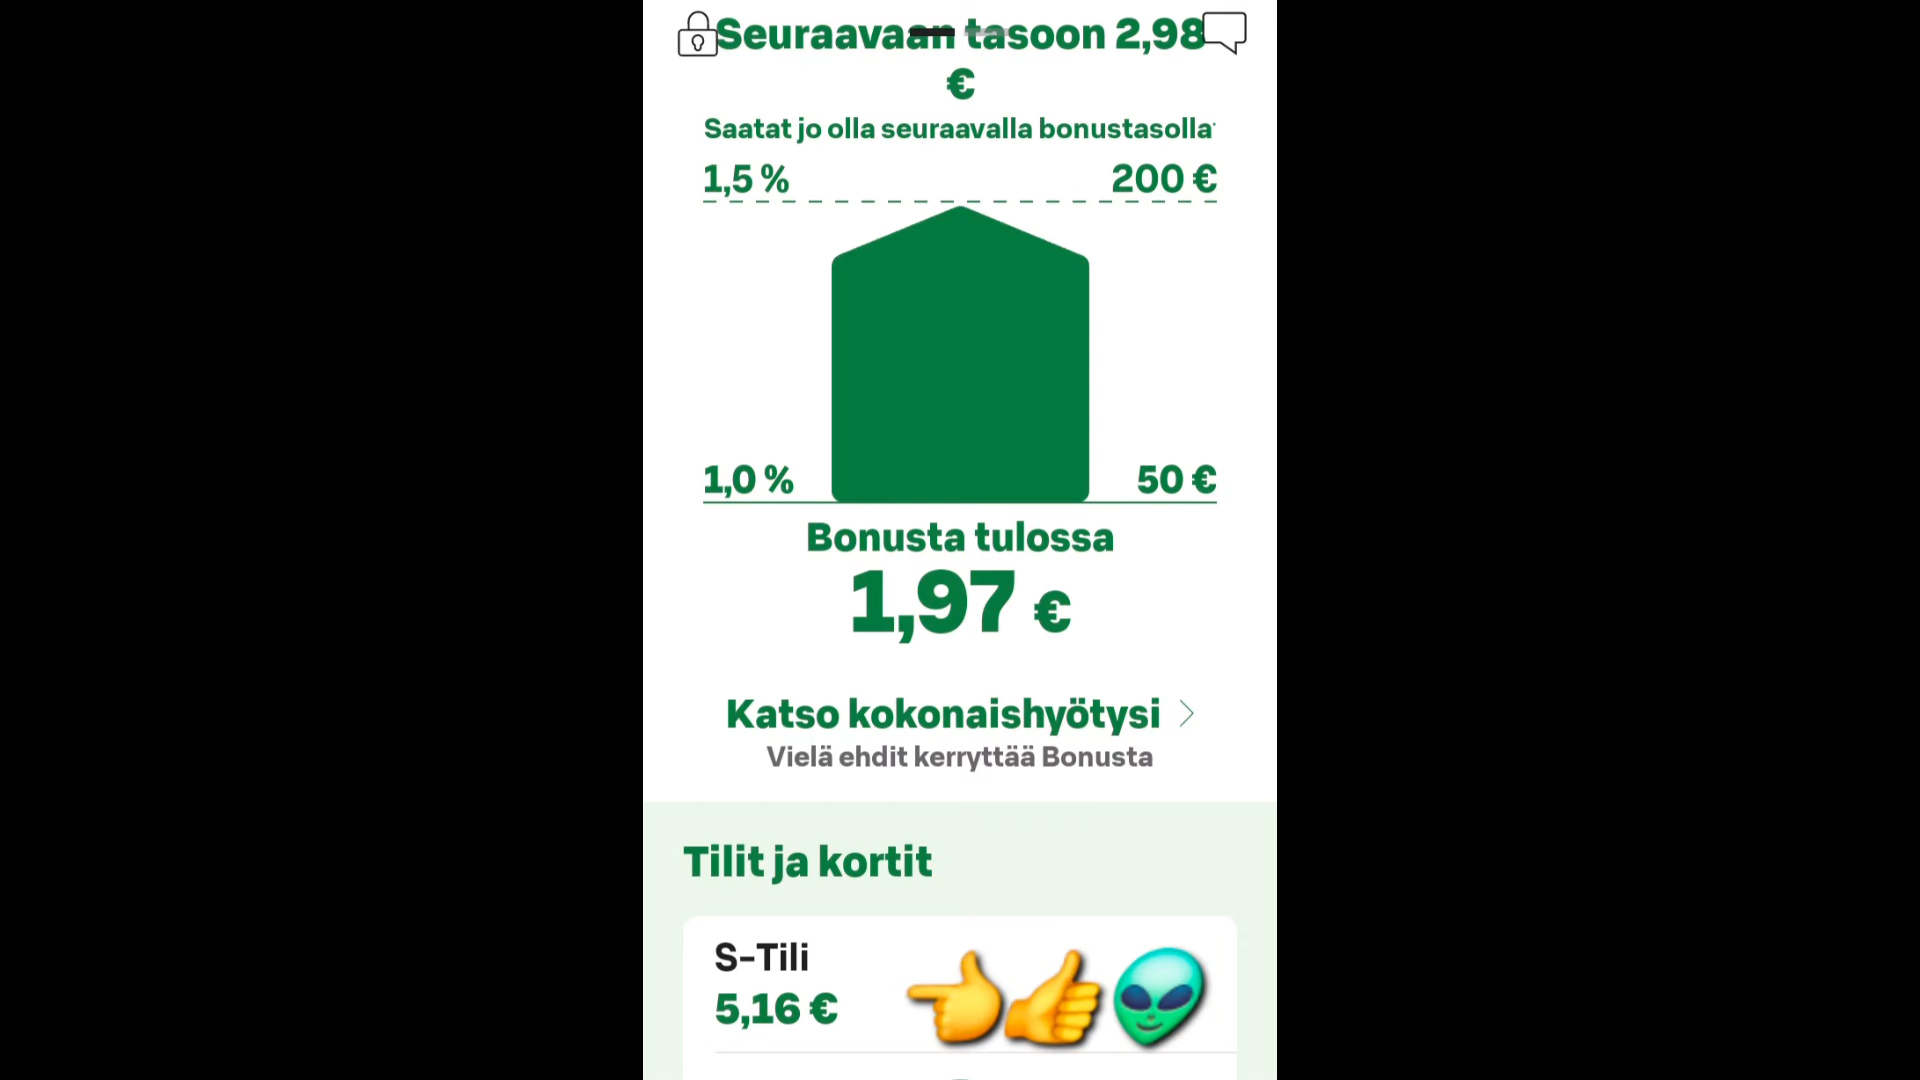 Seuraavaan tasoon 2,98
€
Saatat jo olla seuraavalla bonustasolla*
1,5 % 200 €
1,0 % 50 €
Bonusta tulossa
1,97 €
Katso kokonaishyötysi
Vielä ehdit kerryttää Bonusta
Tilit ja kortit
S-Tili
5,16 €